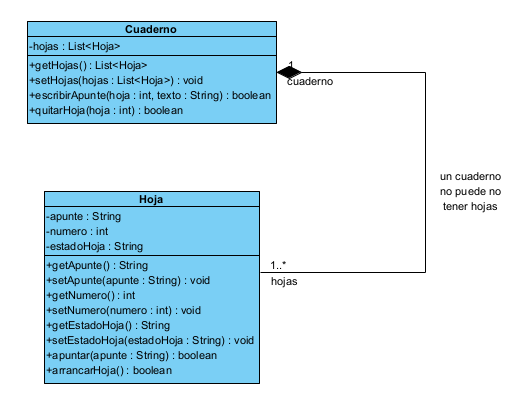 Cuaderno
-hojas : List<Hoja>
+getHojas() : List<Hoja>
+setHojas(hojas : List<Hoja>) : void
+escribirApunte(hoja : int, texto : String) : boolean
+quitarHoja(hoja : int) : boolean
1
cuaderno
un cuaderno
no puede no
tener hojas
Hoja
-apunte : String
-numero : int
-estadoHoja : String
+getApunte() : String
+setApunte(apunte : String) : void
+getNumero() : int
+setNumero(numero : int) : void
+getEstadoHoja() : String
+setEstadoHoja(estadoHoja : String) : void
+apuntar(apunte : String) : boolean
+arrancarHoja() : boolean
1..*
hojas